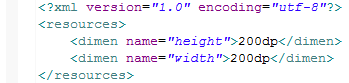 <?xml version="1.0" encoding="utf-8"?>
<resources>
    <dimen name="height">200dp</dimen>
    <dimen name="width">200dp</dimen>
</resources>